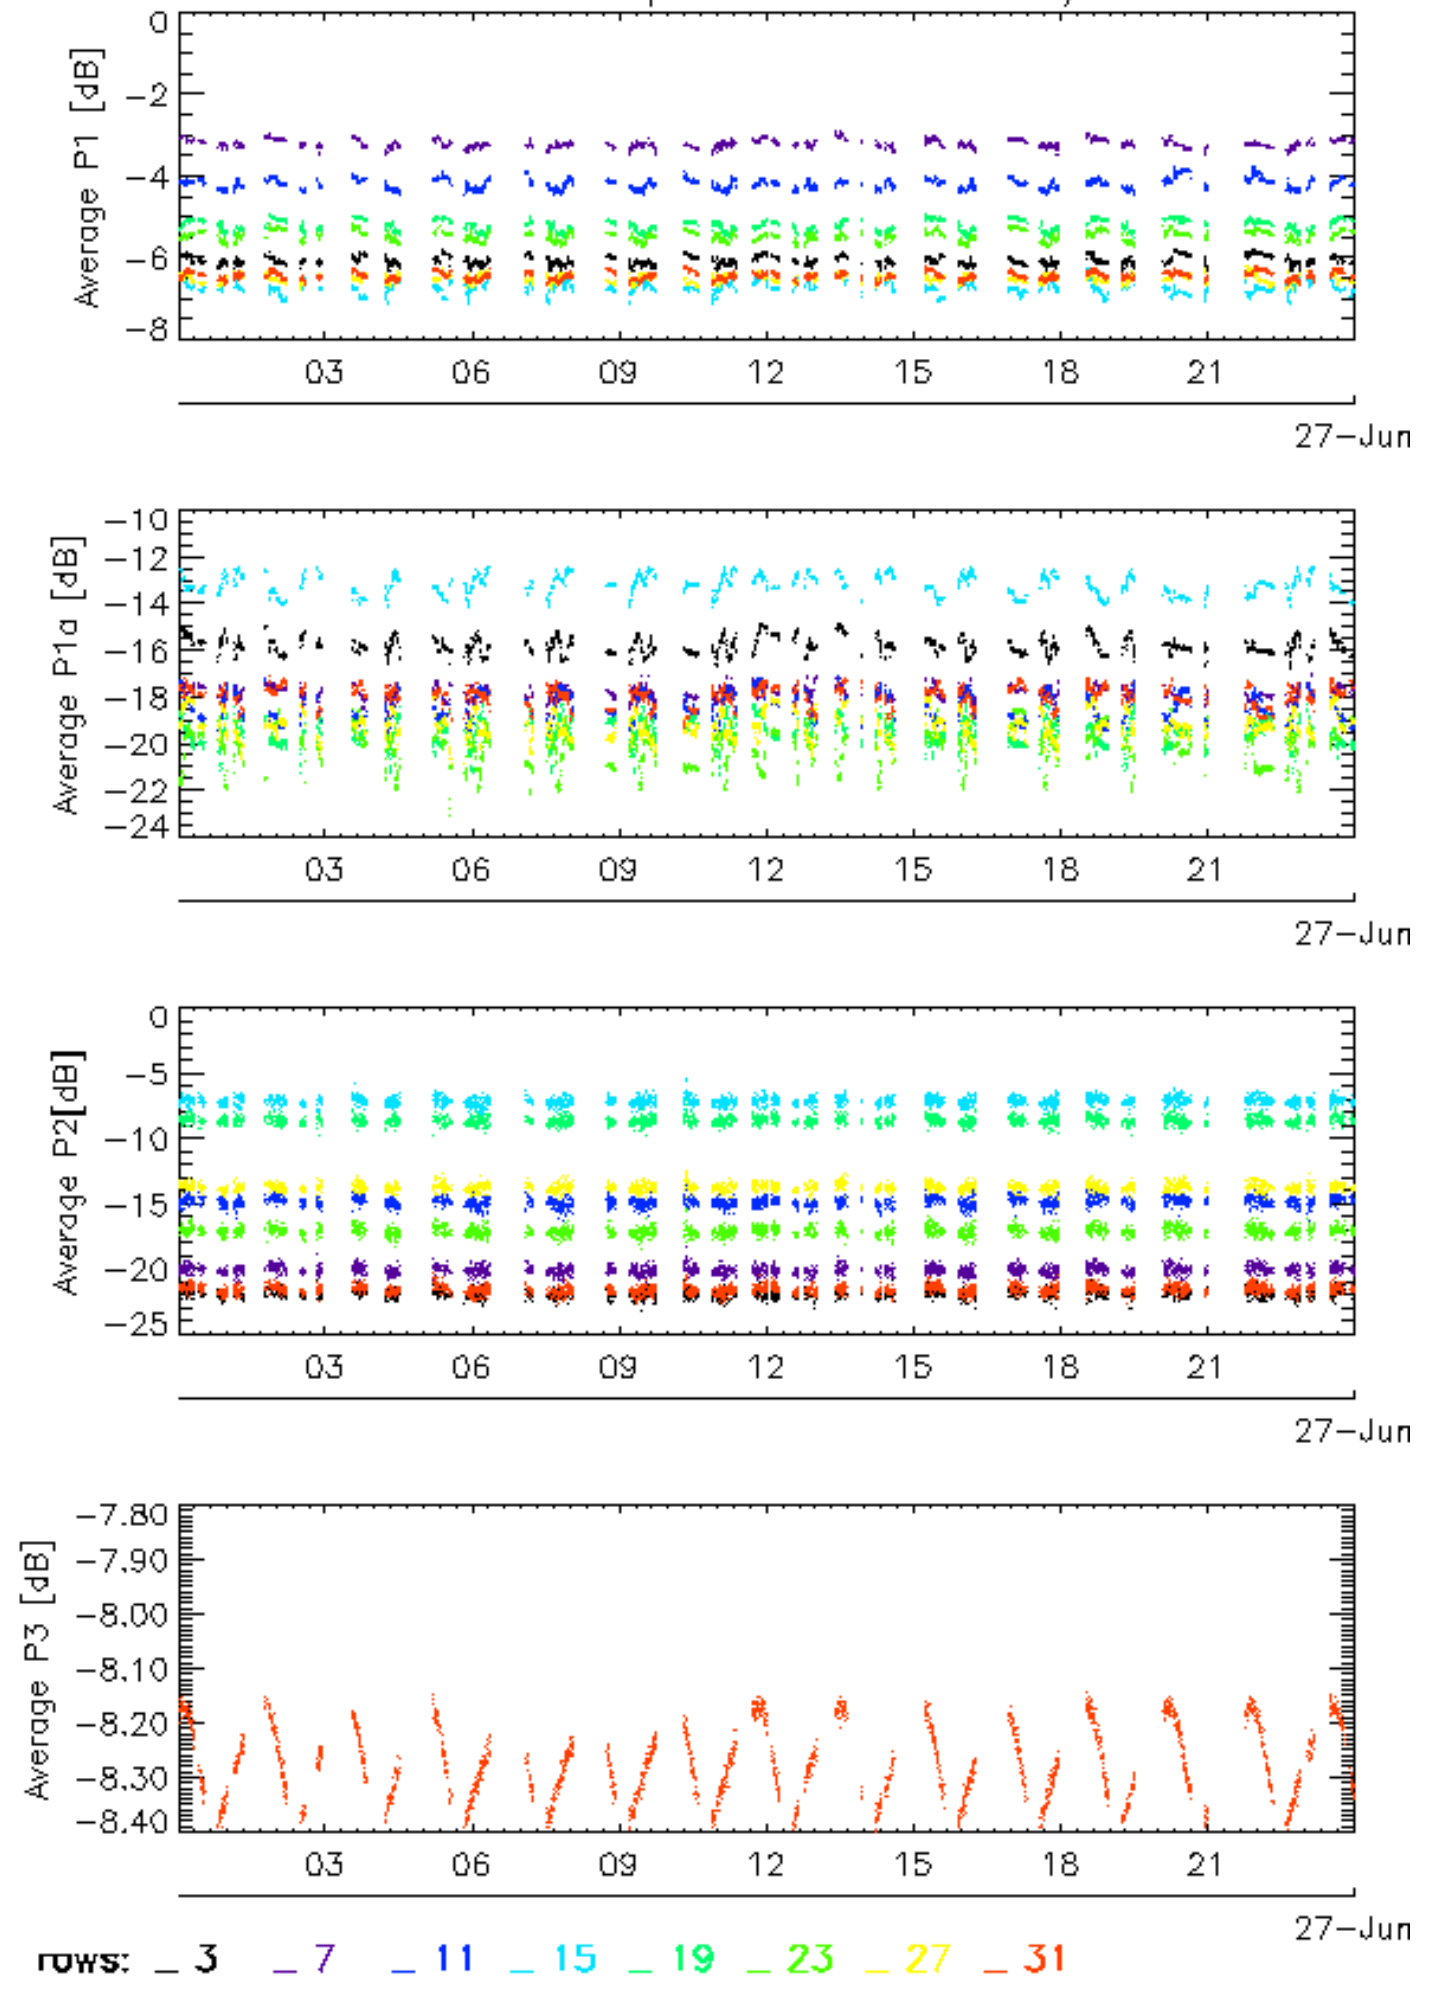 Average P1 [dB]
0
−2
−4
−6
−8
03 06 09 12 15 18 21
27−Jun
Average P1a [dB]
−10
−12
−14
−16
−18
−20
−22
−24
03 06 09 12 15 18 21
27−Jun
Average P2[dB]
0
−5
−10
−15
−20
−25
03 06 09 12 15 18 21
27−Jun
Average P3 [dB]
−7.80
−7.90
−8.00
−8.10
−8.20
−8.30
−8.40
03 06 09 12 15 18 21
27−Jun
rows: _ 3 _ 7 _ 11 _ 15 _ 19 _ 23 _ 27 _ 31